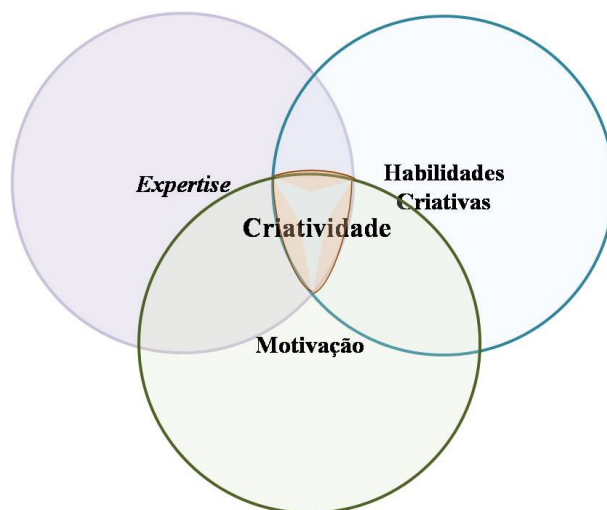 Expertise
Habilidades
Criativas
Criatividade
Motivação